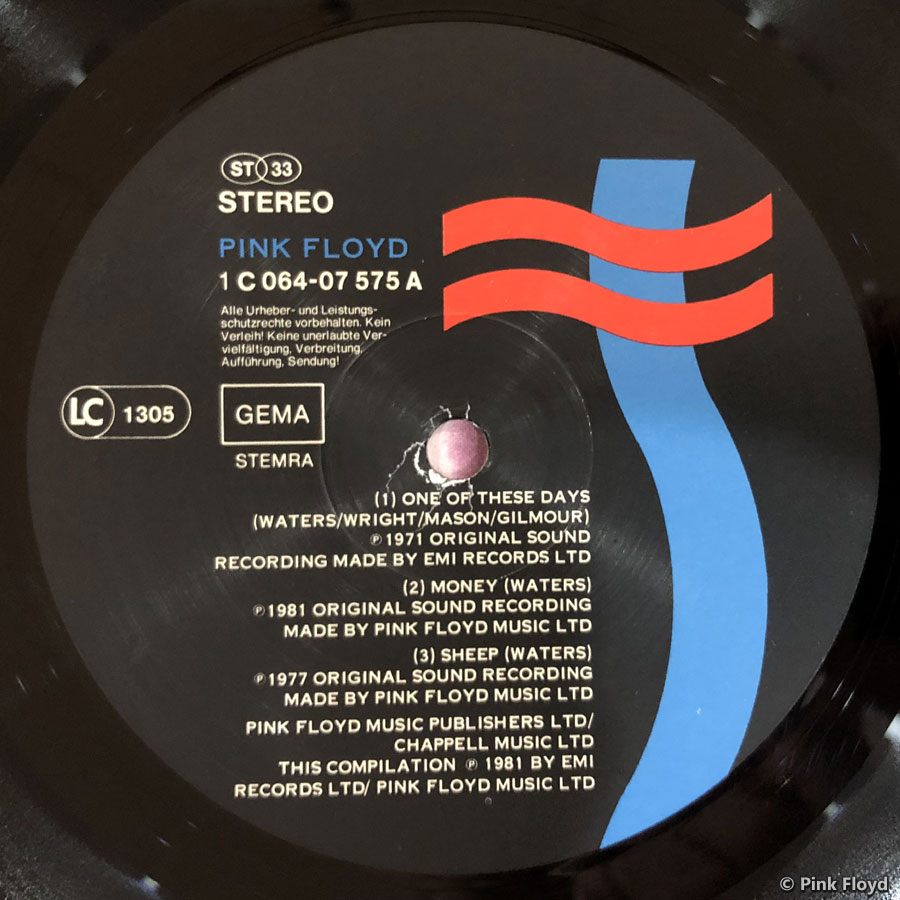 ST 33
STEREO
PINK FLOYD
1 C 064-07 575 A
Alle Urheber- und Leistungs-
schutzrechte vorbehalten. Kein
Verleih! Keine unerlaubte Ver-
vielfältigung, Verbreitung,
Aufführung, Sendung!
LC 1305
GEMA
STEMRA
(1) ONE OF THESE DAYS
(WATERS/WRIGHT/MASON/GILMOUR)
℗ 1971 ORIGINAL SOUND
RECORDING MADE BY EMI RECORDS LTD
(2) MONEY (WATERS)
℗ 1981 ORIGINAL SOUND RECORDING
MADE BY PINK FLOYD MUSIC LTD
(3) SHEEP (WATERS)
℗ 1977 ORIGINAL SOUND RECORDING
MADE BY PINK FLOYD MUSIC LTD
PINK FLOYD MUSIC PUBLISHERS LTD/
CHAPPELL MUSIC LTD
THIS COMPILATION ℗ 1981 BY EMI
RECORDS LTD/ PINK FLOYD MUSIC LTD
© Pink Floyd